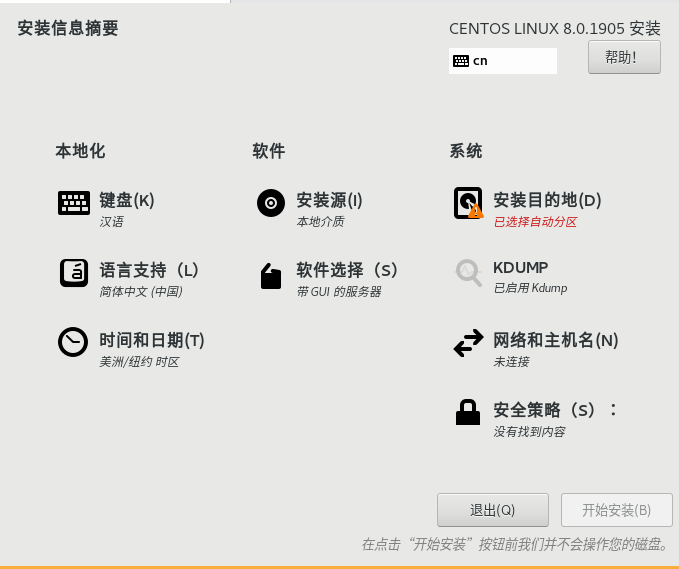 安装信息摘要
CENTOS LINUX 8.0.1905 安装
cn
帮助!
本地化
软件
系统
键盘(K)
汉语
安装源(I)
本地介质
安装目的地(D)
已选择自动分区
语言支持（L）
简体中文 (中国)
软件选择（S）
带 GUI 的服务器
KDUMP
已启用 Kdump
时间和日期(T)
美洲/纽约 时区
网络和主机名(N)
未连接
安全策略（S）：
没有找到内容
退出(Q)
开始安装(B)
在点击“开始安装”按钮前我们并不会操作您的磁盘。